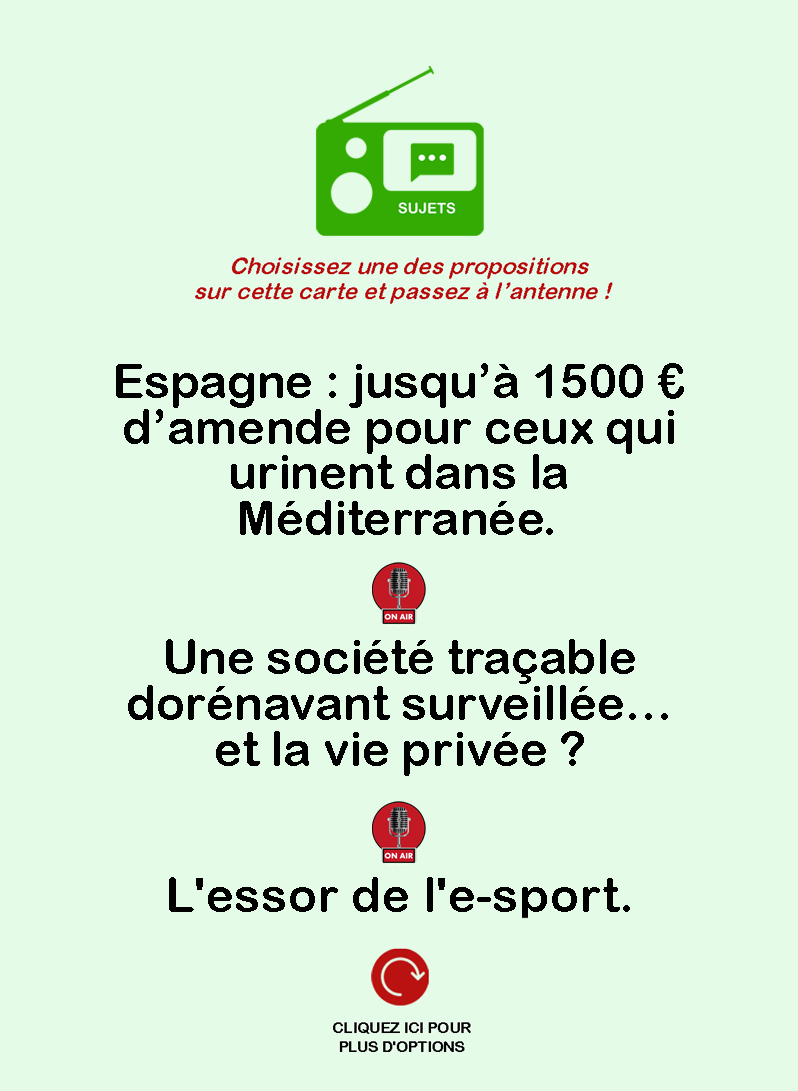 SUJETS
Choisissez une des propositions
sur cette carte et passez à l’antenne !
Espagne : jusqu’à 1500 €
d’amende pour ceux qui
urinent dans la
Méditerranée.
ON AIR
Une société traçable
dorénavant surveillée...
et la vie privée ?
ON AIR
L'essor de l'e-sport.
CLIQUEZ ICI POUR
PLUS D'OPTIONS